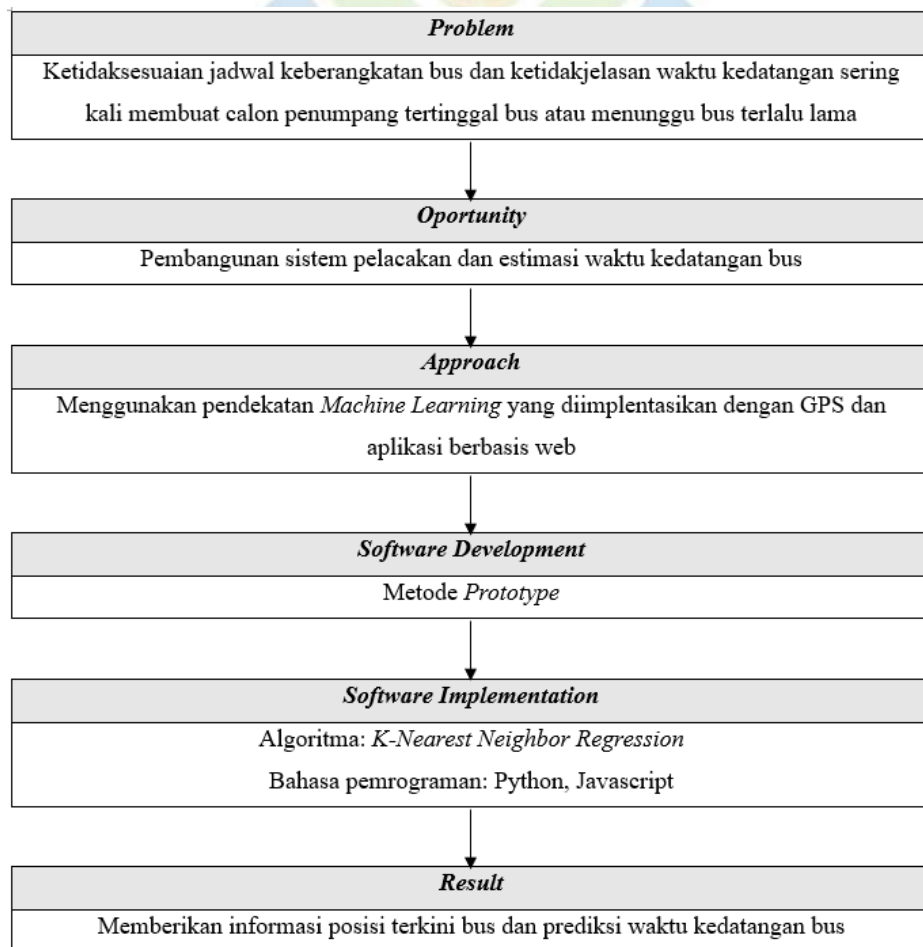 Problem
Ketidaksesuaian jadwal keberangkatan bus dan ketidakjelasan waktu kedatangan sering
kali membuat calon penumpang tertinggal bus atau menunggu bus terlalu lama
Oportunity
Pembangunan sistem pelacakan dan estimasi waktu kedatangan bus
Approach
Menggunakan pendekatan Machine Learning yang diimplentasikan dengan GPS dan
aplikasi berbasis web
Software Development
Metode Prototype
Software Implementation
Algoritma: K-Nearest Neighbor Regression
Bahasa pemrograman: Python, Javascript
Result
Memberikan informasi posisi terkini bus dan prediksi waktu kedatangan bus